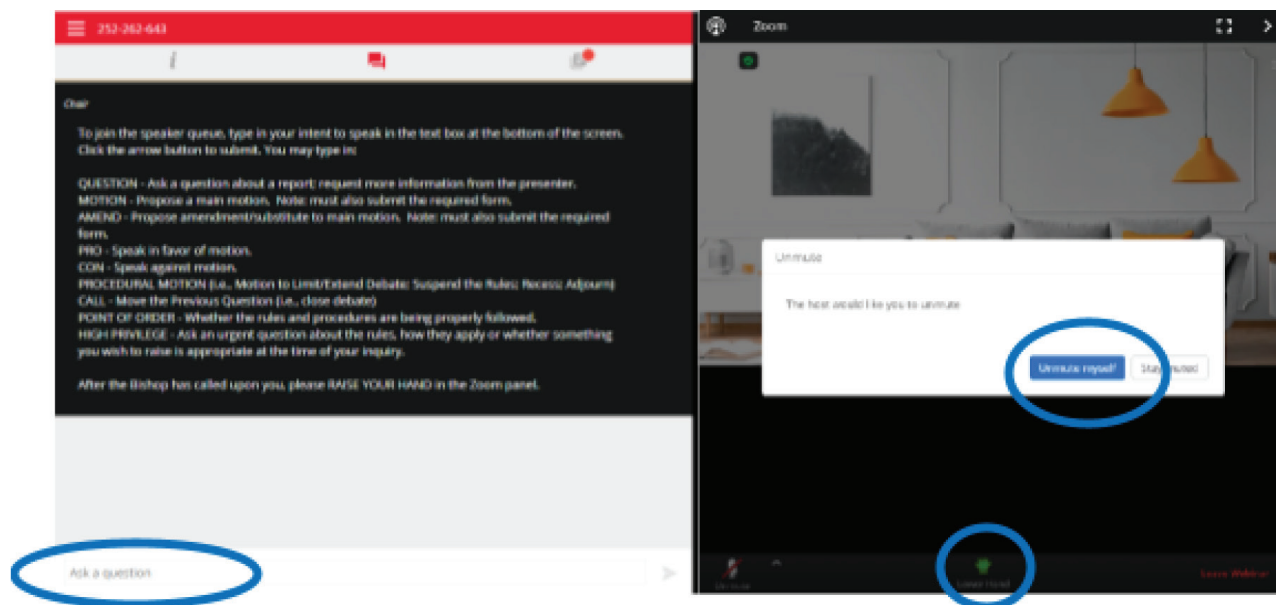 252-262-643
i
Chair
To join the speaker queue, type in your intent to speak in the text box at the bottom of the screen.
Click the arrow button to submit. You may type in:
QUESTION - Ask a question about a report; request more information from the presenter.
MOTION - Propose a main motion. Note: must also submit the required form.
AMEND - Propose amendment/substitute to main motion. Note: must also submit the required
form.
PRO - Speak in favor of motion.
CON - Speak against motion.
PROCEDURAL MOTION (i.e., Motion to Limit/Extend Debate; Suspend the Rules; Recess; Adjourn)
CALL - Move the Previous Question (i.e., close debate)
POINT OF ORDER - Whether the rules and procedures are being properly followed.
HIGH PRIVILEGE - Ask an urgent question about the rules, how they apply or whether something
you wish to raise is appropriate at the time of your inquiry.
After the Bishop has called upon you, please RAISE YOUR HAND in the Zoom panel.
Ask a question
Zoom
Unmute
The host would like you to unmute
Unmute myself
Stay muted
Unmute
Lower Hand
Leave Webinar